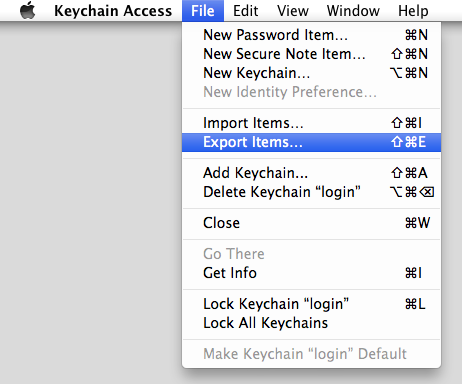 Keychain Access File Edit View Window Help
New Password Item... ⌘N
New Secure Note Item... ⇧⌘N
New Keychain... ⌥⌘N
New Identity Preference...
Import Items... ⇧⌘I
Export Items... ⇧⌘E
Add Keychain... ⇧⌘A
Delete Keychain “login” ⌥⌘⌫
Close ⌘W
Go There
Get Info ⌘I
Lock Keychain “login” ⌘L
Lock All Keychains
Make Keychain “login” Default